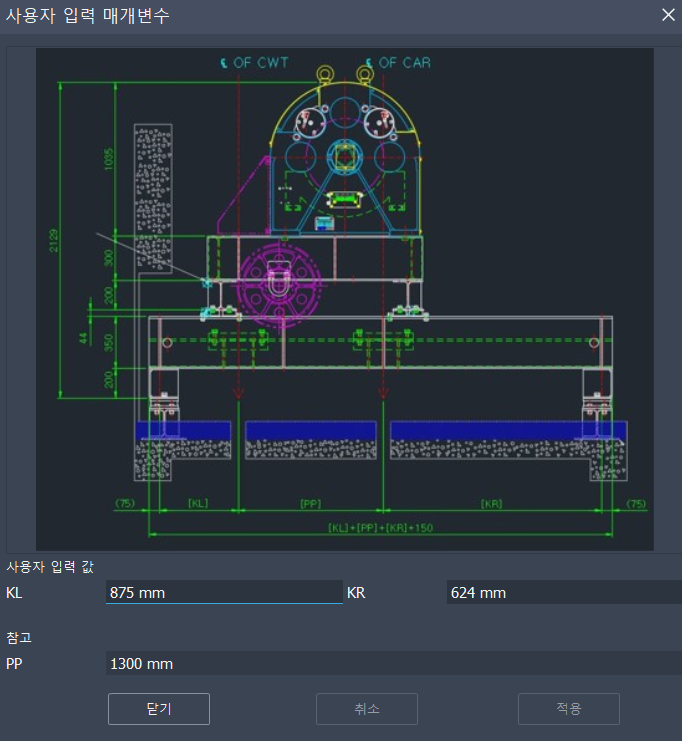 사용자 입력 매개변수
℄ OF CWT
℄ OF CAR
1035
2129
300
200
44
350
200
(75)
[KL]
[PP]
[KR]
(75)
[KL]+[PP]+[KR]+150
사용자 입력 값
KL 875 mm KR 624 mm
참고
PP 1300 mm
닫기 취소 적용